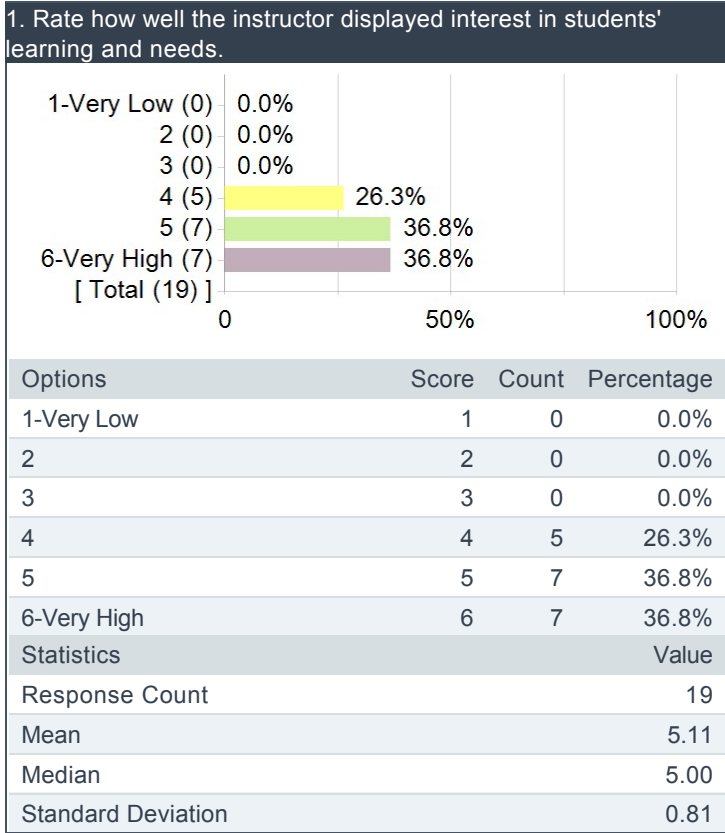 1. Rate how well the instructor displayed interest in students'
learning and needs.
1-Very Low (0) 0.0%
2 (0) 0.0%
3 (0) 0.0%
4 (5) 26.3%
5 (7) 36.8%
6-Very High (7) 36.8%
[ Total (19) ]
0 50% 100%
Options Score Count Percentage
1-Very Low 1 0 0.0%
2 2 0 0.0%
3 3 0 0.0%
4 4 5 26.3%
5 5 7 36.8%
6-Very High 6 7 36.8%
Statistics Value
Response Count 19
Mean 5.11
Median 5.00
Standard Deviation 0.81